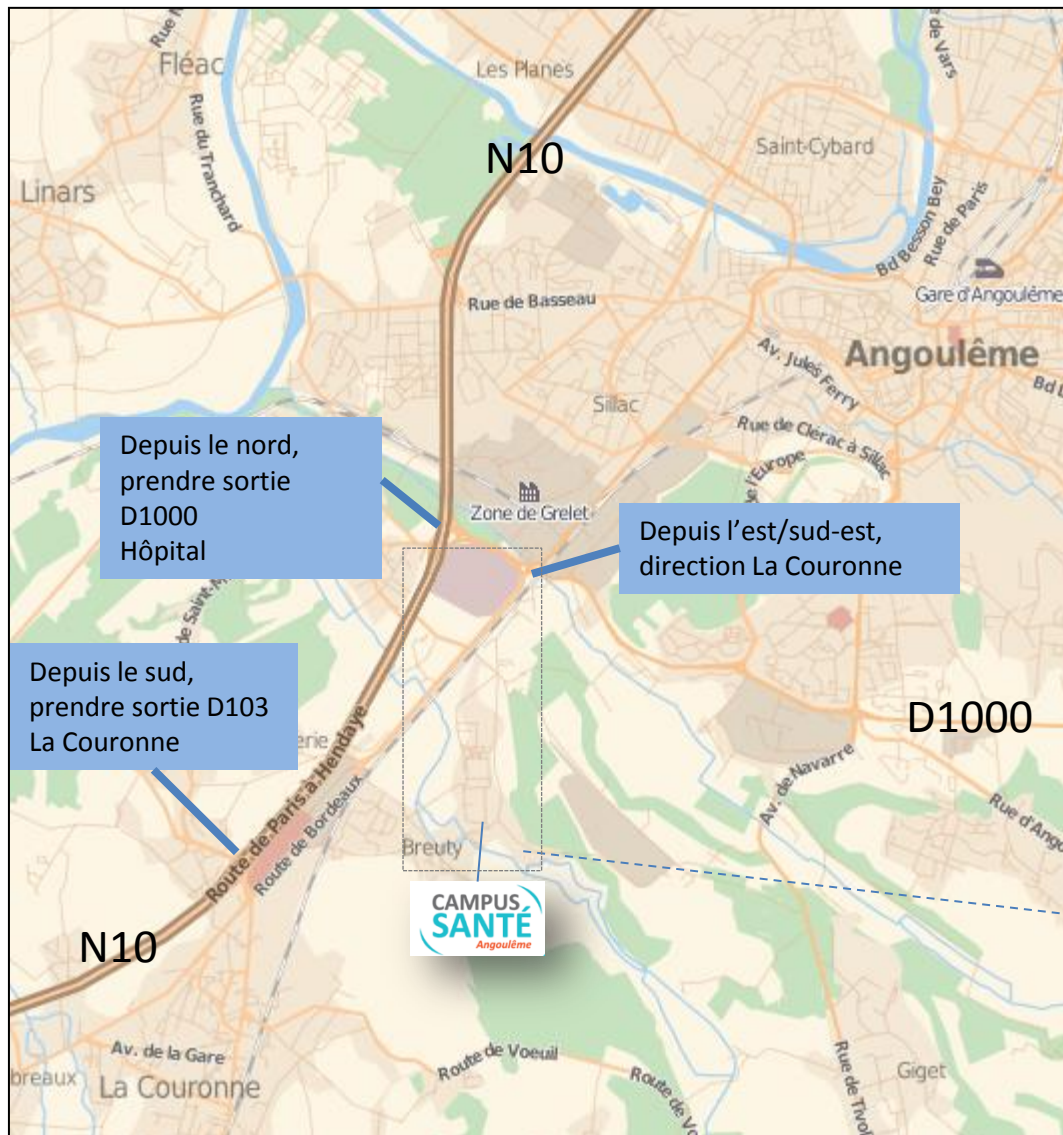 Fléac
Les Planes
de Vars
Rue du Tranchard
N10
Saint-Cybard
Linars
Bd Besson Bey
Rue de Paris
Rue de Basseau
Gare d'Angoulême
Angoulême
Av. Jules Ferry
Sillac
Rue de Clérac à Sillac
Depuis le nord,
prendre sortie
D1000
Hôpital
Zone de Grelet
Depuis l'est/sud-est,
direction La Couronne
Depuis le sud,
prendre sortie D103
La Couronne
D1000
Route de Paris à Hendaye
Route de Bordeaux
Av. de Navarre
Breuty
CAMPUS
SANTÉ
Angoulême
N10
Av. de la Gare
La Couronne
Route de Voeuil
Giget